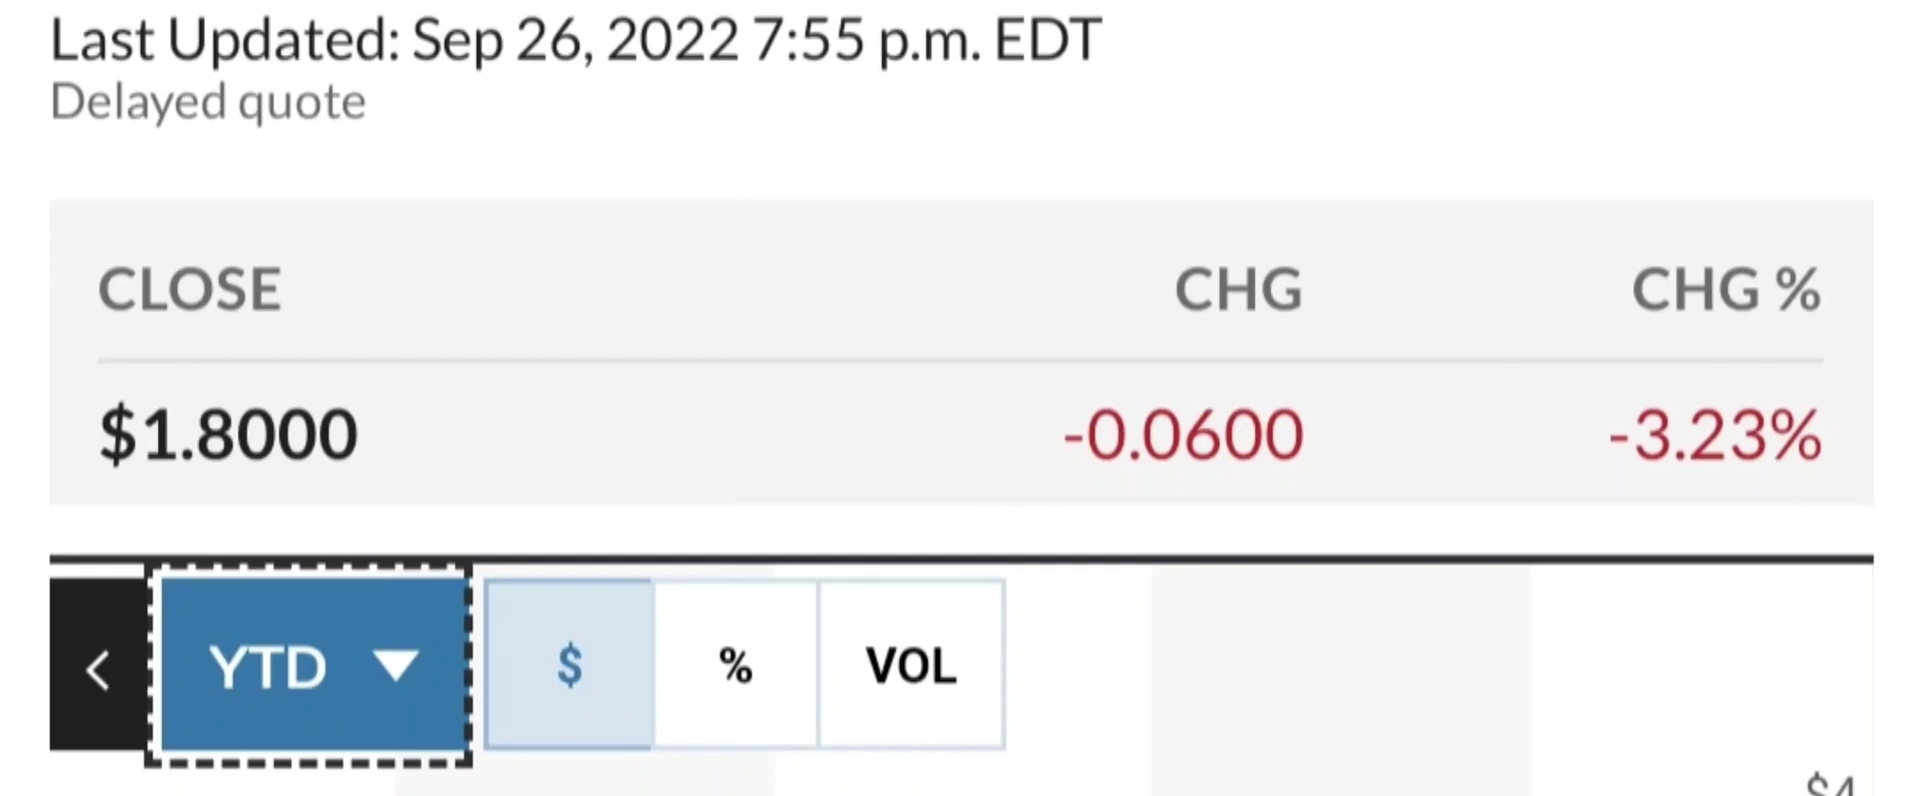 Last Updated: Sep 26, 2022 7:55 p.m. EDT
Delayed quote
CLOSE CHG CHG %
$1.8000 -0.0600 -3.23%
< YTD ▼ $ % VOL
$4